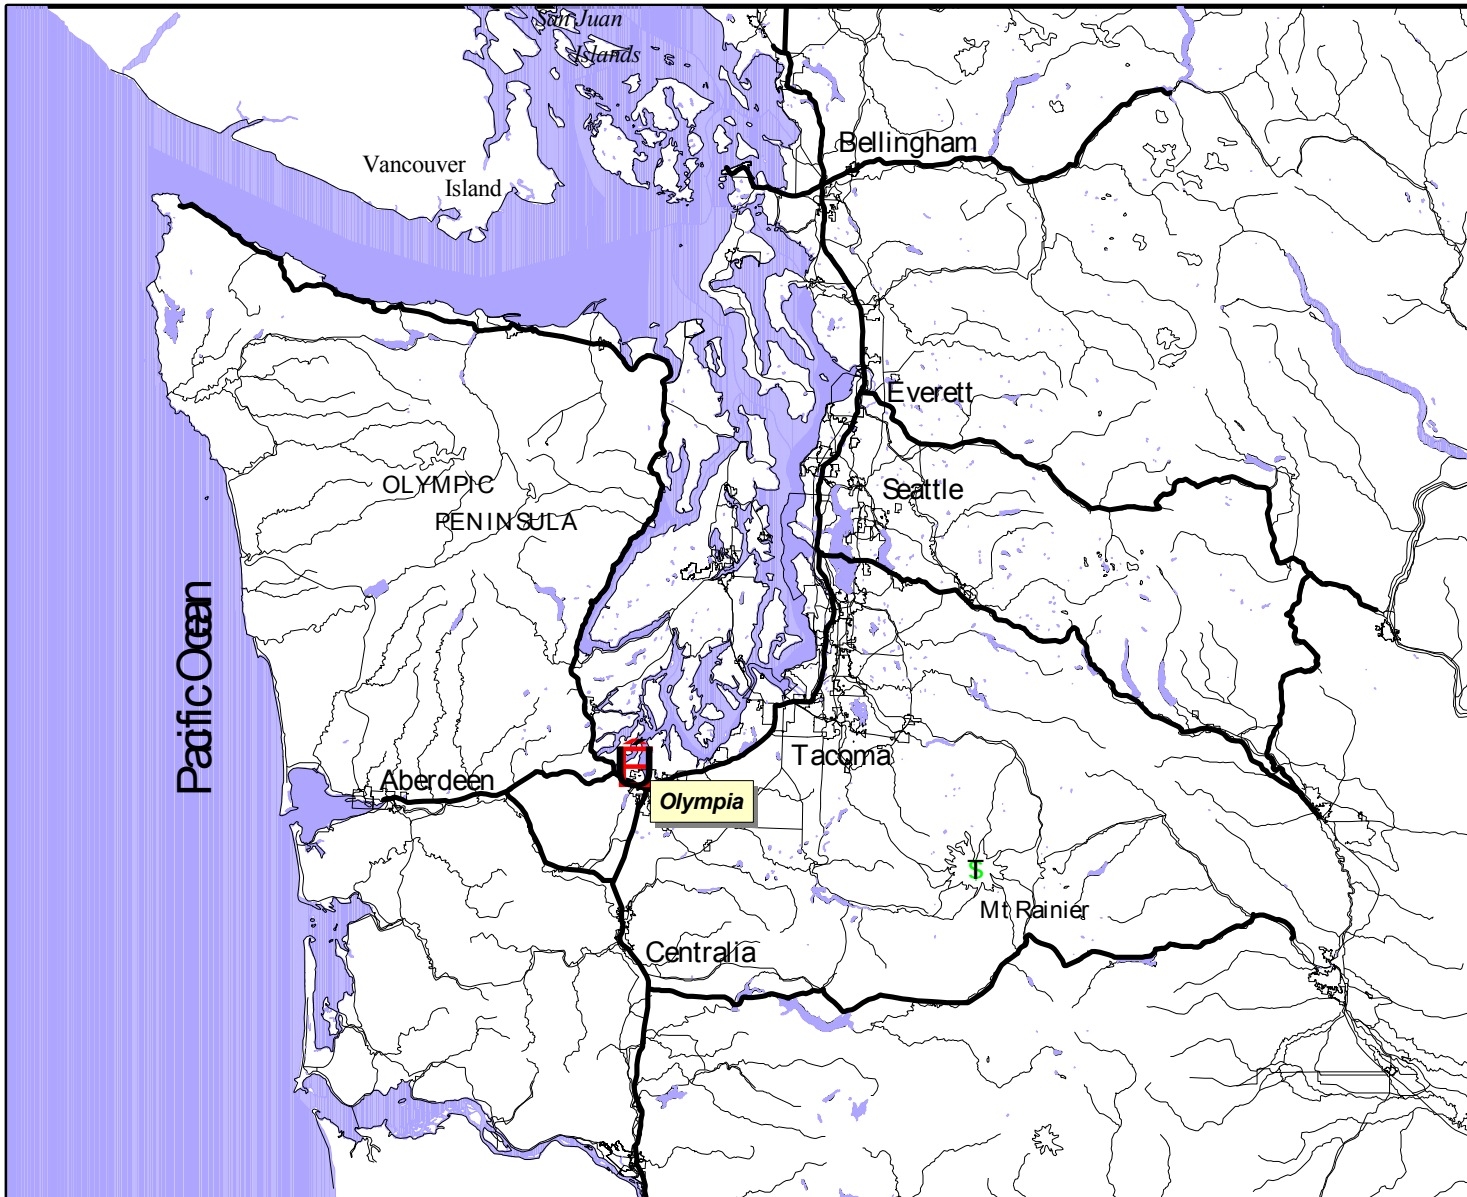 San Juan
Islands
Bellingham
Vancouver
Island
Everett
OLYMPIC
Seattle
PENINSULA
Pacific Ocean
Tacoma
Aberdeen
Olympia
Mt Rainier
Centralia